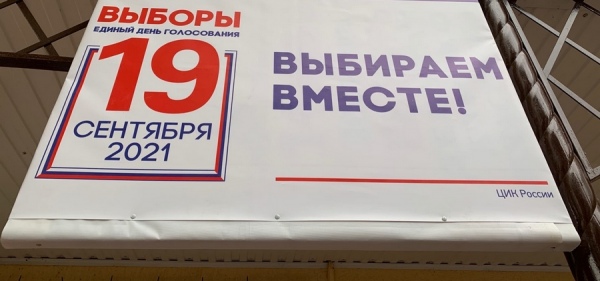 ВЫБОРЫ
ЕДИНЫЙ ДЕНЬ ГОЛОСОВАНИЯ
19
СЕНТЯБРЯ
2021
ВЫБИРАЕМ
ВМЕСТЕ!
ЦИК России